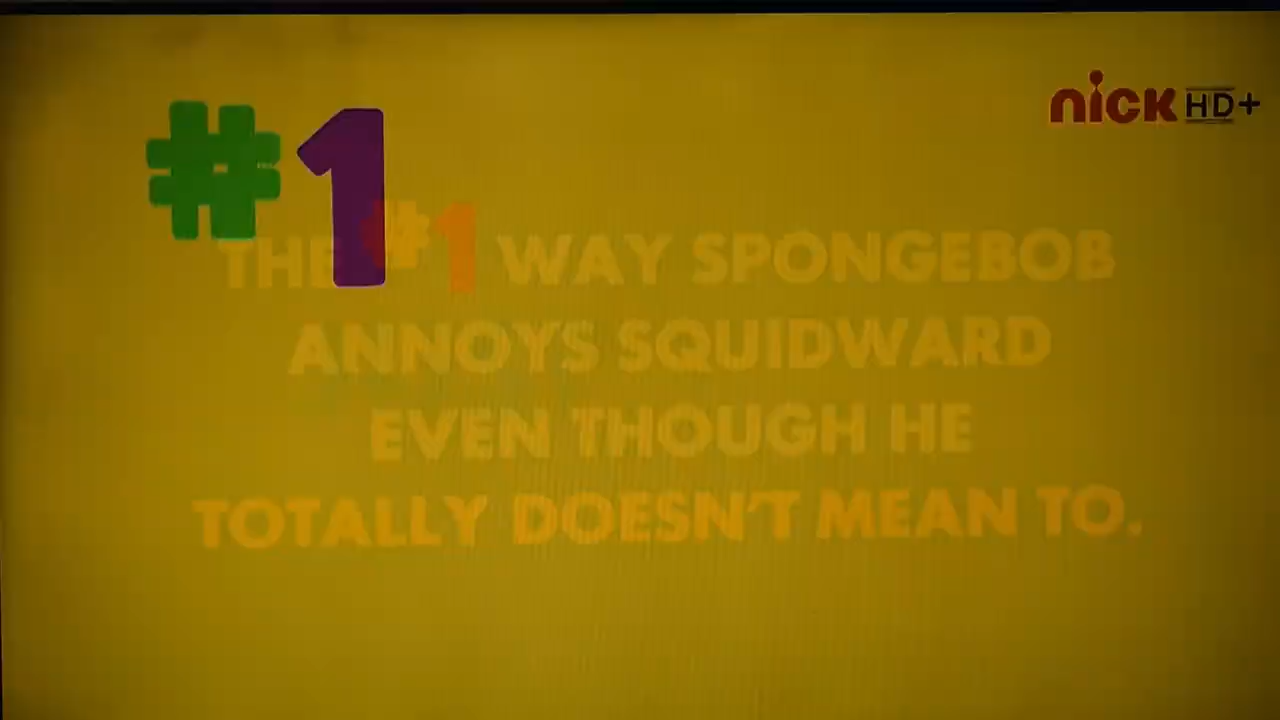 nick HD+
#1
THE #1 WAY SPONGEBOB
ANNOYS SQUIDWARD
EVEN THOUGH HE
TOTALLY DOESN'T MEAN TO.